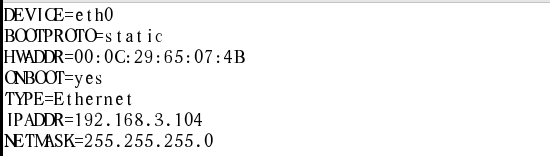 DEVICE=eth0
BOOTPROTO=static
HWADDR=00:0C:29:65:07:4B
ONBOOT=yes
TYPE=Ethernet
IPADDR=192.168.3.104
NETMASK=255.255.255.0